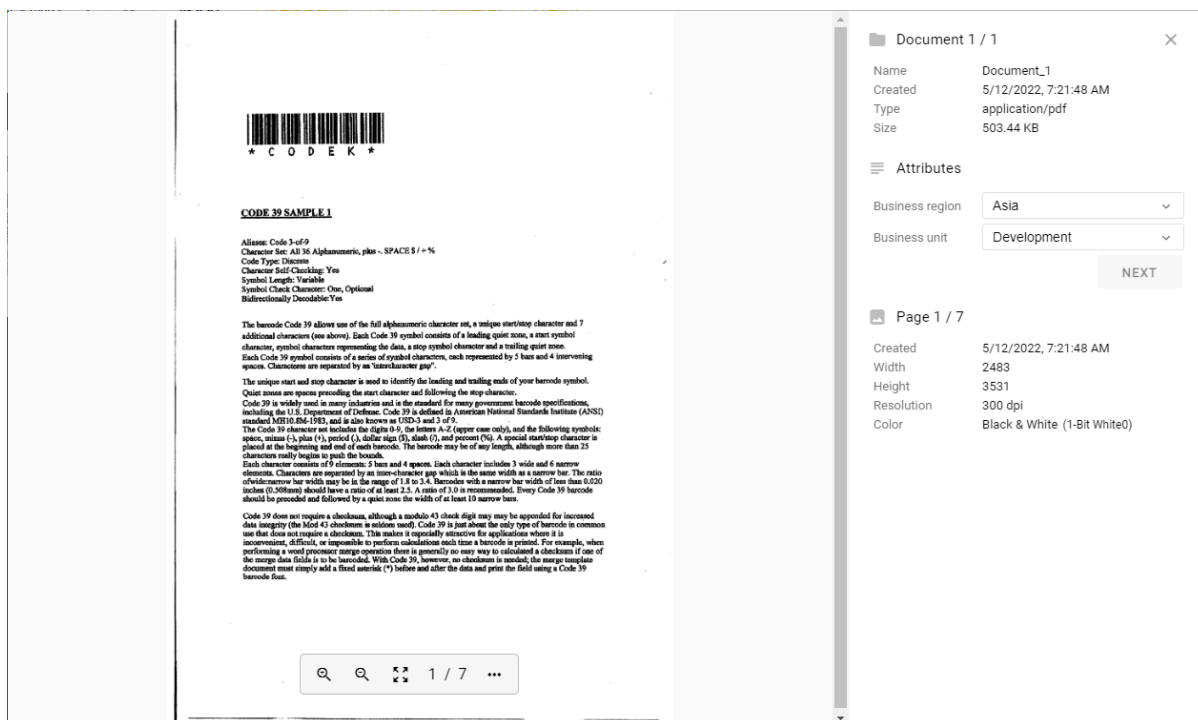 * C O D E K *
CODE 39 SAMPLE 1
Aliases: Code 3-of-9
Character Set: All 36 Alphanumeric, plus -. SPACE $ / + %
Code Type: Discrete
Character Self-Checking: Yes
Symbol Length: Variable
Symbol Check Character: One, Optional
Bidirectionally Decodable:Yes
The barcode Code 39 allows use of the full alphanumeric character set, a unique start/stop character and 7
additional characters (see above). Each Code 39 symbol consists of a leading quiet zone, a start symbol
character, symbol characters representing the data, a stop symbol character and a trailing quiet zone.
Each Code 39 symbol consists of a series of symbol characters, each represented by 5 bars and 4 intervening
spaces. Characteres are separated by an "intercharacter gap".
The unique start and stop character is used to identify the leading and trailing ends of your barcode symbol.
Quiet zones are spaces preceding the start character and following the stop character.
Code 39 is widely used in many industries and is the standard for many government barcode specifications,
including the U.S. Department of Defense. Code 39 is defined in American National Standards Institute (ANSI)
standard MH10.8M-1983, and is also known as USD-3 and 3 of 9.
The Code 39 character set includes the digits 0-9, the letters A-Z (upper case only), and the following symbols:
space, minus (-), plus (+), period (.), dollar sign ($), slash (/), and percent (%). A special start/stop character is
placed at the beginning and end of each barcode. The barcode may be of any length, although more than 25
characters really begins to push the bounds.
Each character consists of 9 elements: 5 bars and 4 spaces. Each character includes 3 wide and 6 narrow
elements. Characters are separated by an inter-character gap which is the same width as a narrow bar. The ratio
of wide:narrow bar width may be in the range of 1.8 to 3.4. Barcodes with a narrow bar width of less than 0.020
inches (0.508mm) should have a ratio of at least 2.5. A ratio of 3.0 is recommended. Every Code 39 barcode
should be preceded and followed by a quiet zone the width of at least 10 narrow bars.
Code 39 does not require a checksum, although a modulo 43 check digit may may be appended for increased
data integrity (the Mod 43 checksum is seldom used). Code 39 is just about the only type of barcode in common
use that does not require a checksum. This makes it especially attractive for applications where it is
inconvenient, difficult, or impossible to perform calculations each time a barcode is printed. For example, when
performing a word processor merge operation there is generally no easy way to calculated a checksum if one of
the merge data fields is to be barcoded. With Code 39, however, no checksum is needed; the merge template
document must simply add a fixed asterisk (*) before and after the data and print the field using a Code 39
barcode font.
1 / 7
Document 1 / 1
Name Document_1
Created 5/12/2022, 7:21:48 AM
Type application/pdf
Size 503.44 KB
Attributes
Business region Asia
Business unit Development
NEXT
Page 1 / 7
Created 5/12/2022, 7:21:48 AM
Width 2483
Height 3531
Resolution 300 dpi
Color Black & White (1-Bit White0)